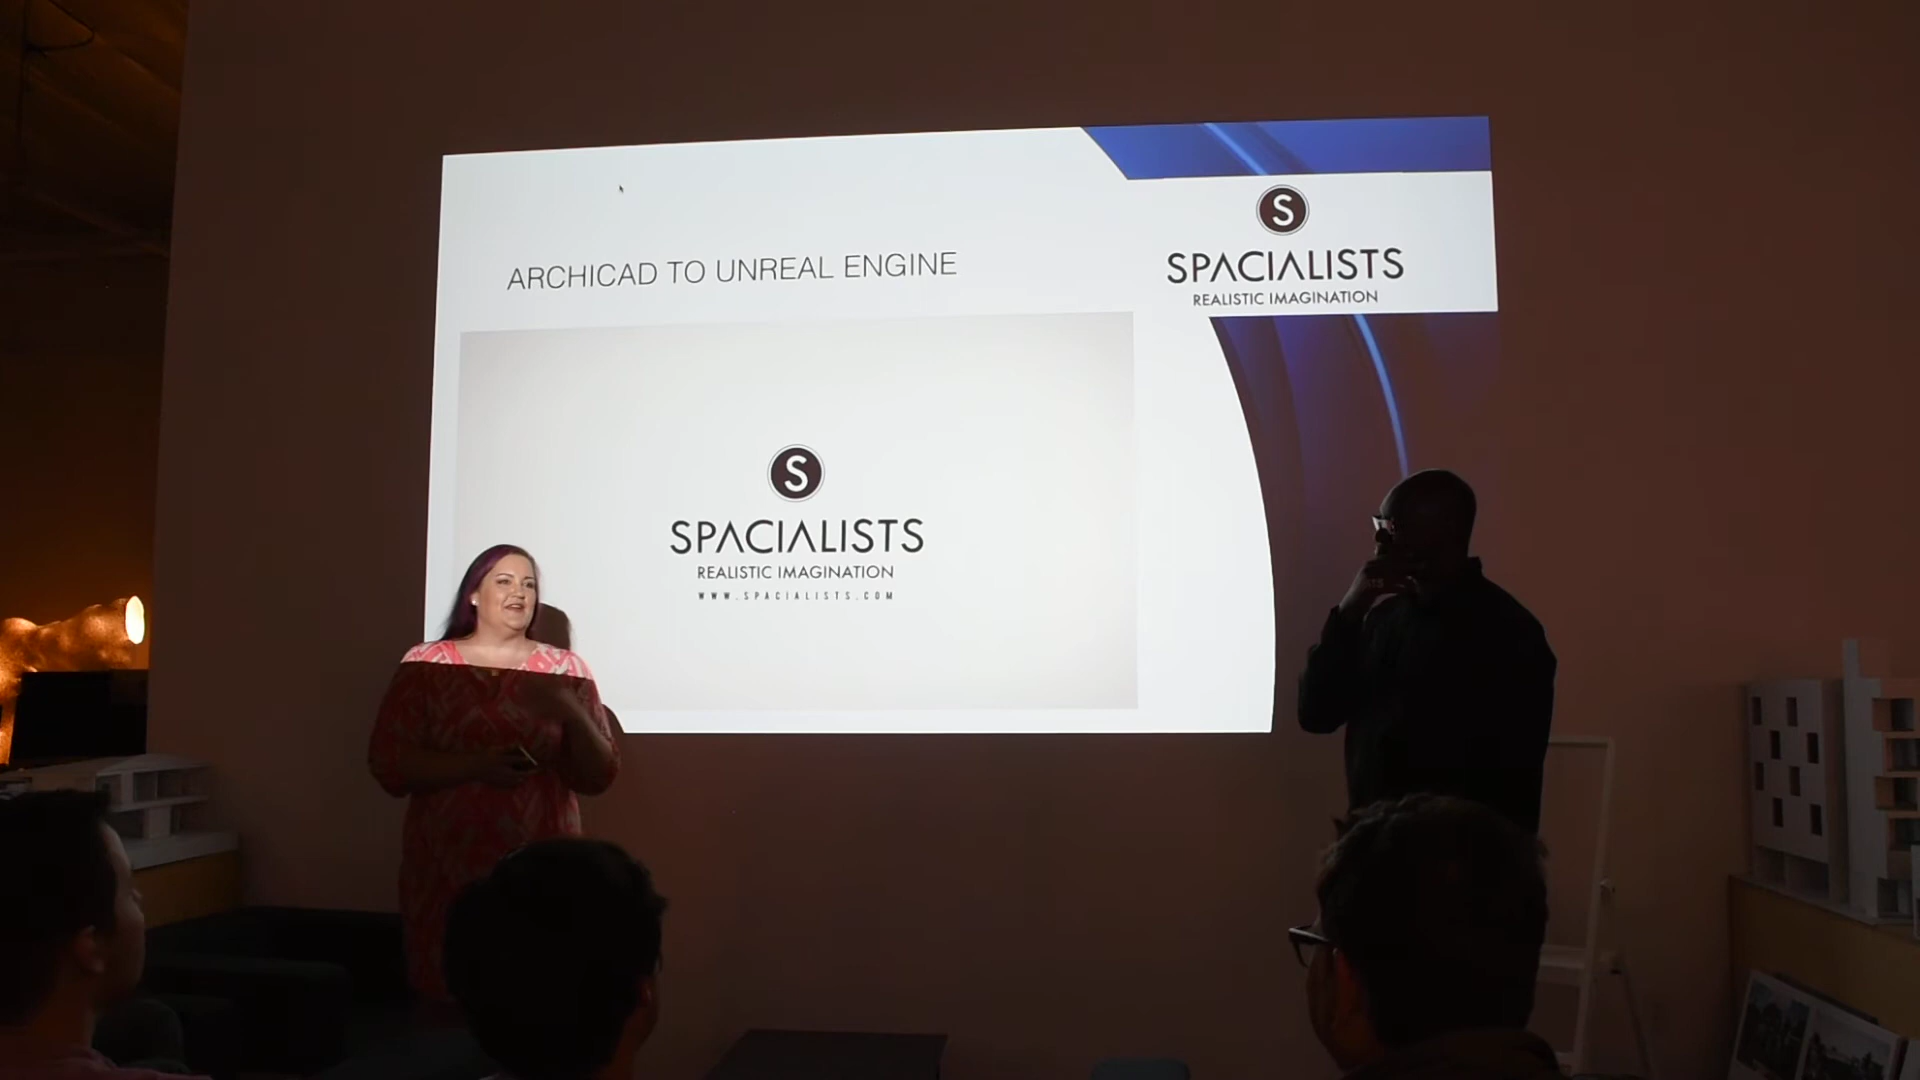 ARCHICAD TO UNREAL ENGINE
S
SPACIALISTS
REALISTIC IMAGINATION
S
SPACIALISTS
REALISTIC IMAGINATION
WWW.SPACIALISTS.COM